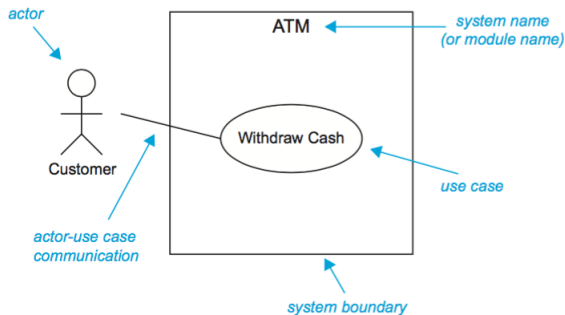 actor
ATM
system name
(or module name)
Withdraw Cash
Customer
use case
actor-use case
communication
system boundary